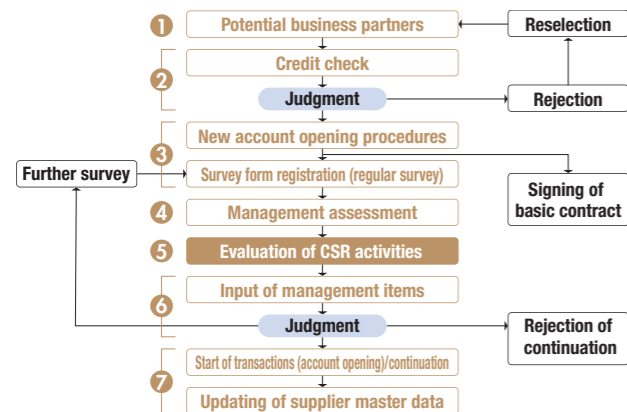 1 Potential business partners
Reselection
2 Credit check
Judgment
Rejection
3 New account opening procedures
Further survey
Survey form registration (regular survey)
Signing of
basic contract
4 Management assessment
5 Evaluation of CSR activities
6 Input of management items
Judgment
Rejection of
continuation
7 Start of transactions (account opening)/continuation
Updating of supplier master data